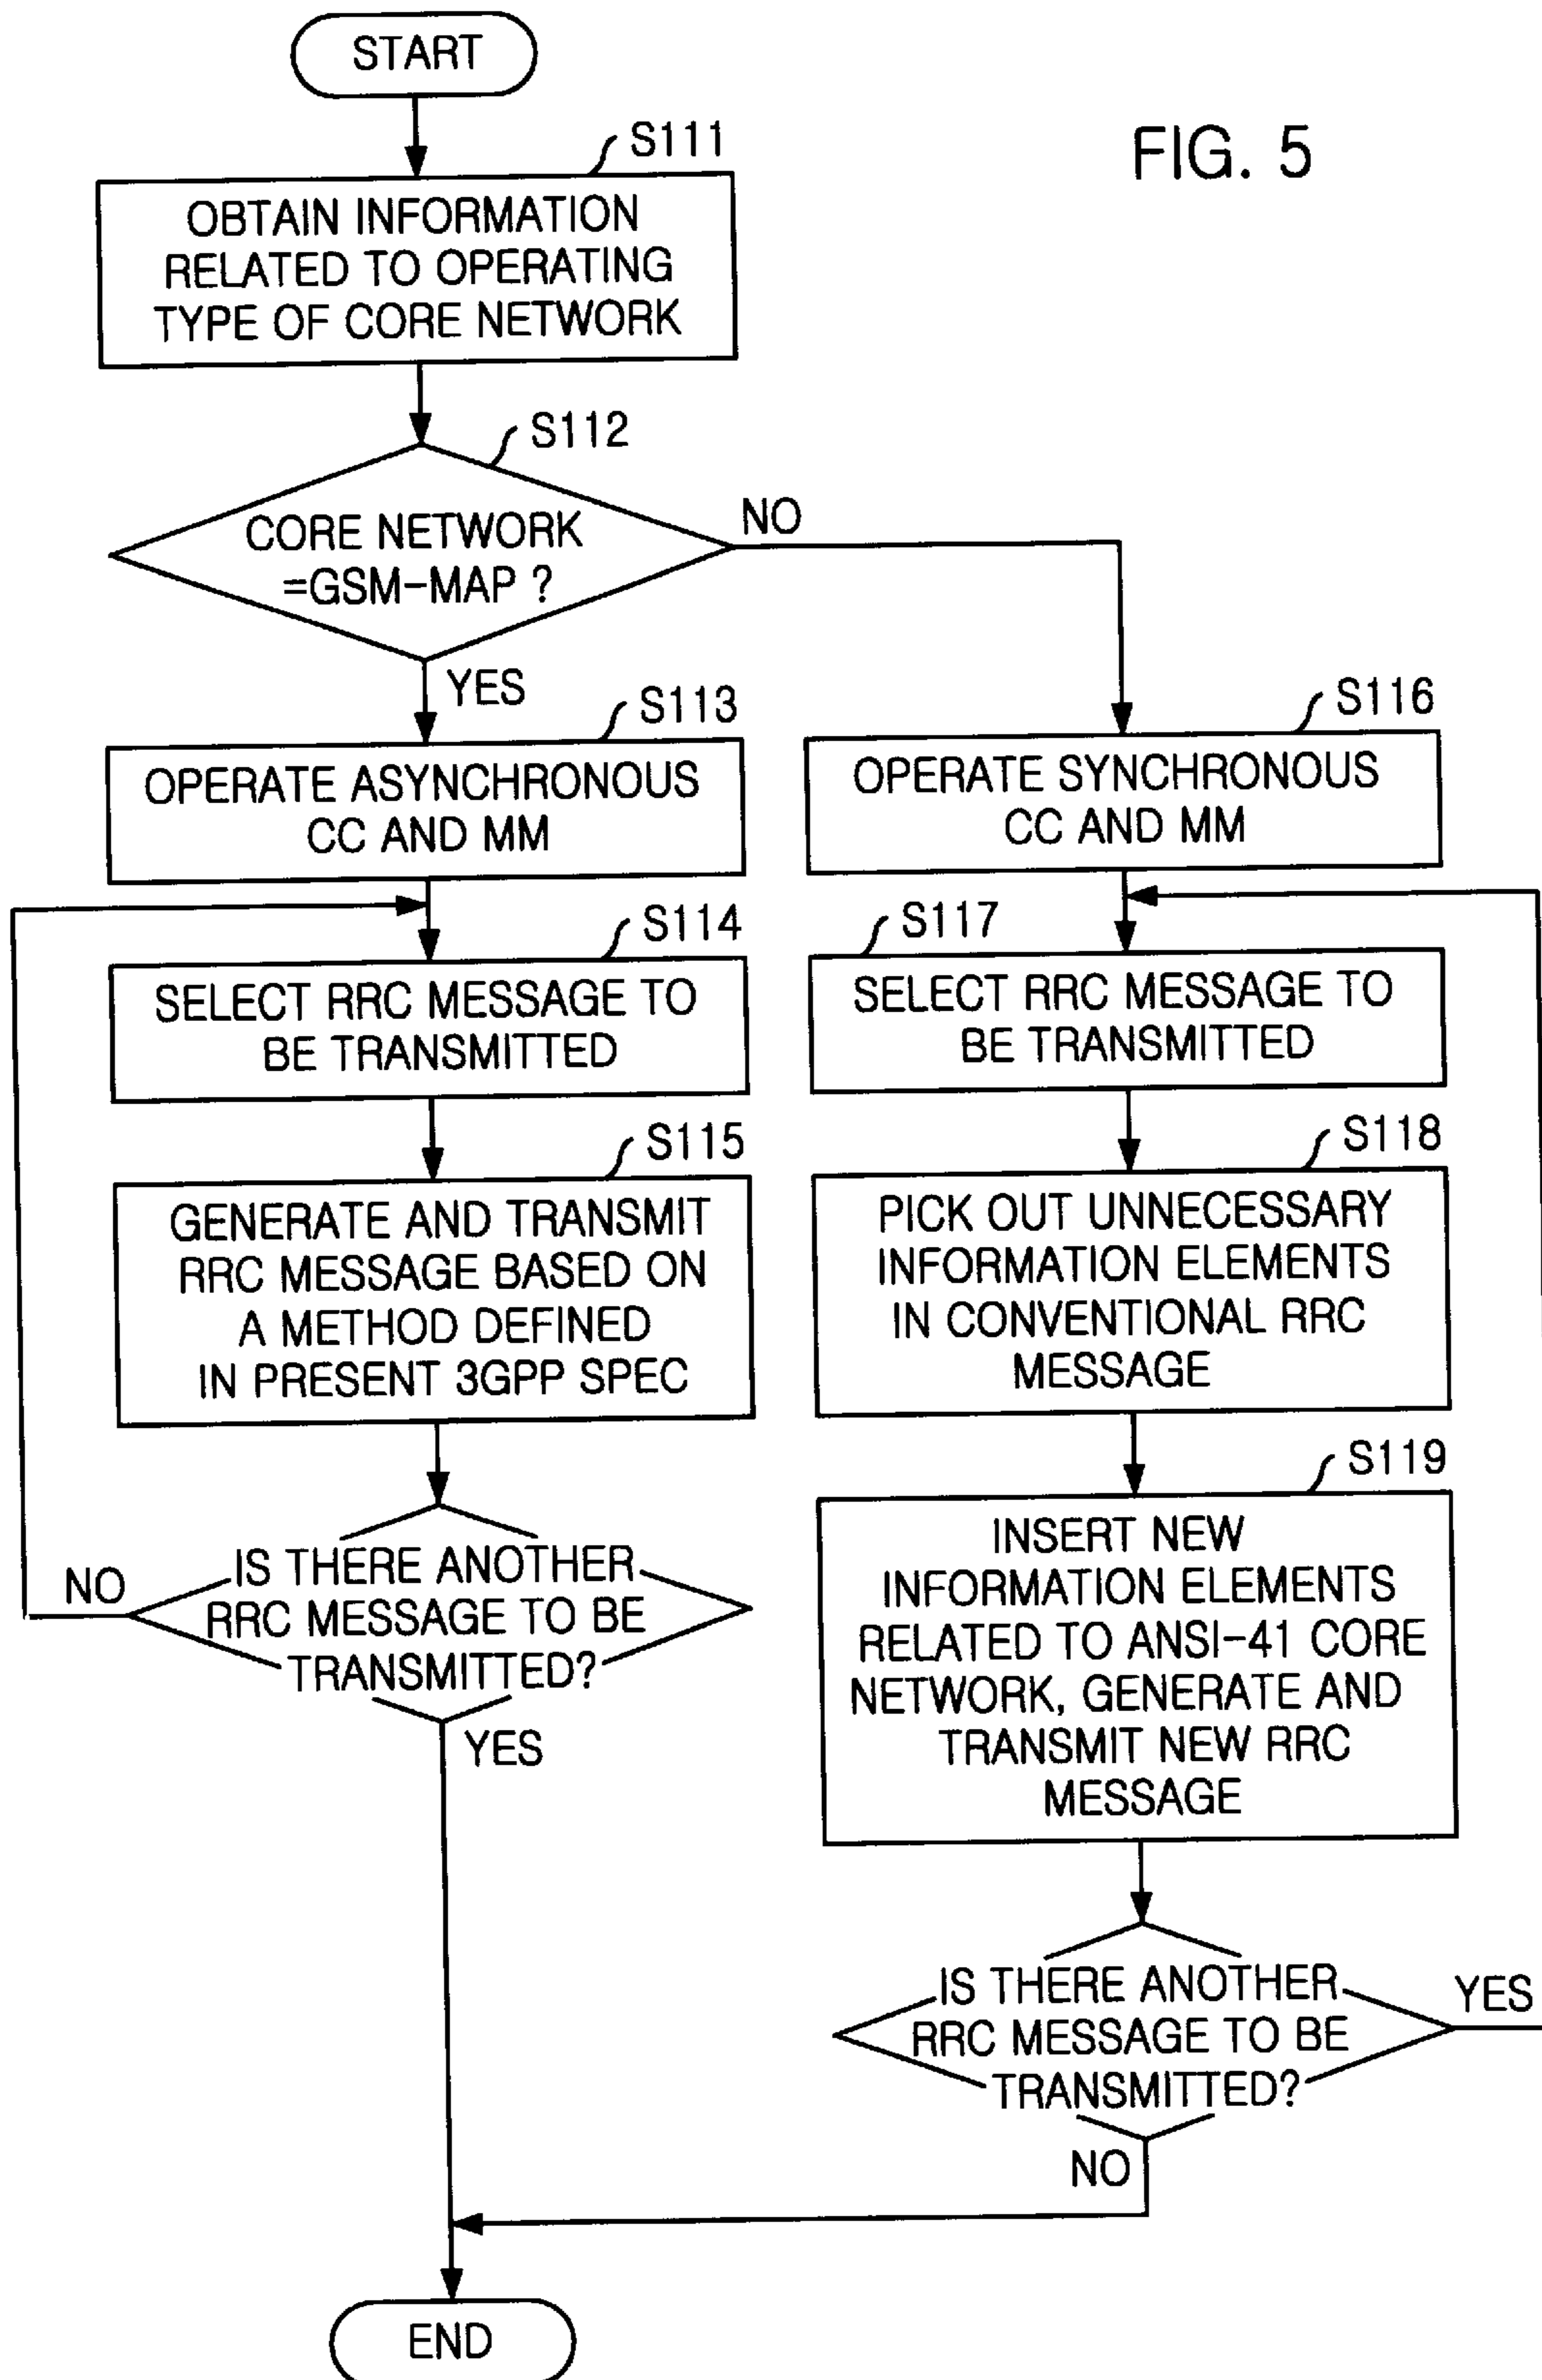 START
FIG. 5
S111
OBTAIN INFORMATION
RELATED TO OPERATING
TYPE OF CORE NETWORK
S112
CORE NETWORK
=GSM-MAP ?
NO
YES
S113
OPERATE ASYNCHRONOUS
CC AND MM
S114
SELECT RRC MESSAGE TO
BE TRANSMITTED
S115
GENERATE AND TRANSMIT
RRC MESSAGE BASED ON
A METHOD DEFINED
IN PRESENT 3GPP SPEC
IS THERE ANOTHER
RRC MESSAGE TO BE
TRANSMITTED?
NO
YES
S116
OPERATE SYNCHRONOUS
CC AND MM
S117
SELECT RRC MESSAGE TO
BE TRANSMITTED
S118
PICK OUT UNNECESSARY
INFORMATION ELEMENTS
IN CONVENTIONAL RRC
MESSAGE
S119
INSERT NEW
INFORMATION ELEMENTS
RELATED TO ANSI-41 CORE
NETWORK, GENERATE AND
TRANSMIT NEW RRC
MESSAGE
IS THERE ANOTHER
RRC MESSAGE TO BE
TRANSMITTED?
YES
NO
END